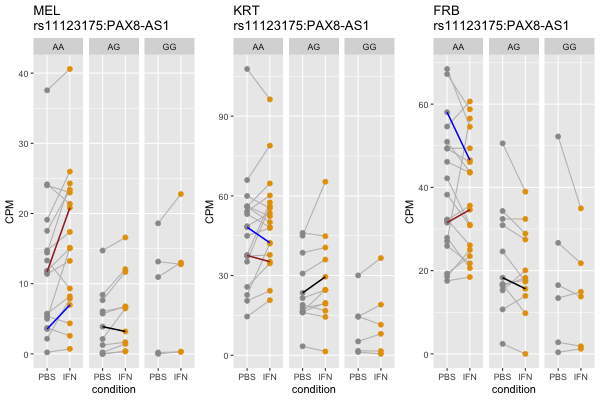 MEL
rs11123175:PAX8-AS1
AA AG GG
CPM
40
30
20
10
0
PBS IFN PBS IFN PBS IFN
condition
KRT
rs11123175:PAX8-AS1
AA AG GG
CPM
90
60
30
0
PBS IFN PBS IFN PBS IFN
condition
FRB
rs11123175:PAX8-AS1
AA AG GG
CPM
60
40
20
0
PBS IFN PBS IFN PBS IFN
condition